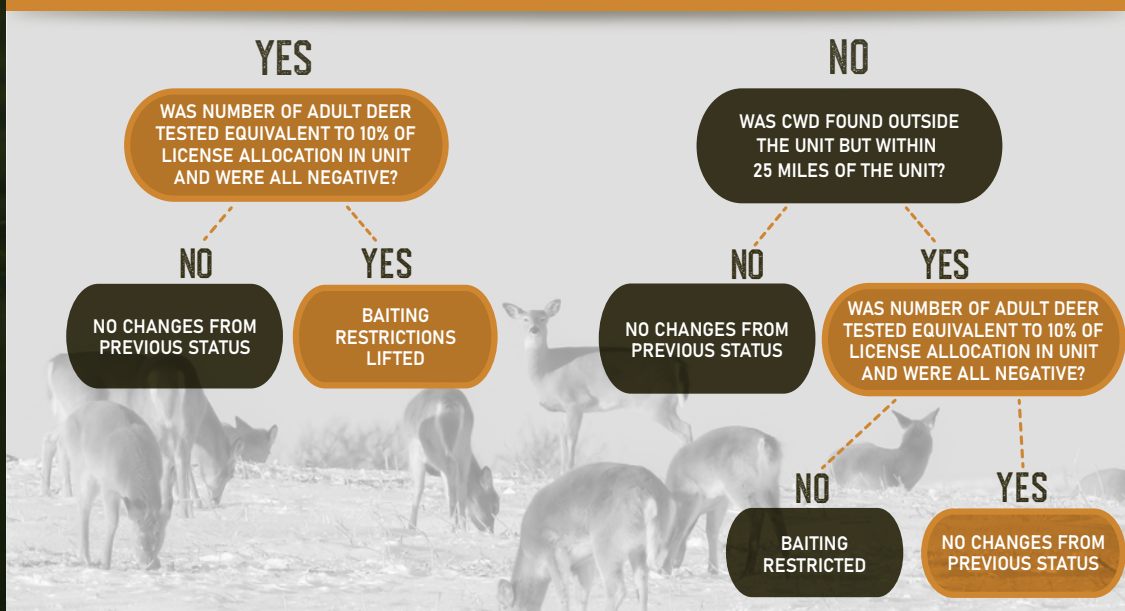 YES
WAS NUMBER OF ADULT DEER
TESTED EQUIVALENT TO 10% OF
LICENSE ALLOCATION IN UNIT
AND WERE ALL NEGATIVE?
NO
NO CHANGES FROM
PREVIOUS STATUS
YES
BAITING
RESTRICTIONS
LIFTED
NO
WAS CWD FOUND OUTSIDE
THE UNIT BUT WITHIN
25 MILES OF THE UNIT?
NO
NO CHANGES FROM
PREVIOUS STATUS
YES
WAS NUMBER OF ADULT DEER
TESTED EQUIVALENT TO 10% OF
LICENSE ALLOCATION IN UNIT
AND WERE ALL NEGATIVE?
NO
BAITING
RESTRICTED
YES
NO CHANGES FROM
PREVIOUS STATUS